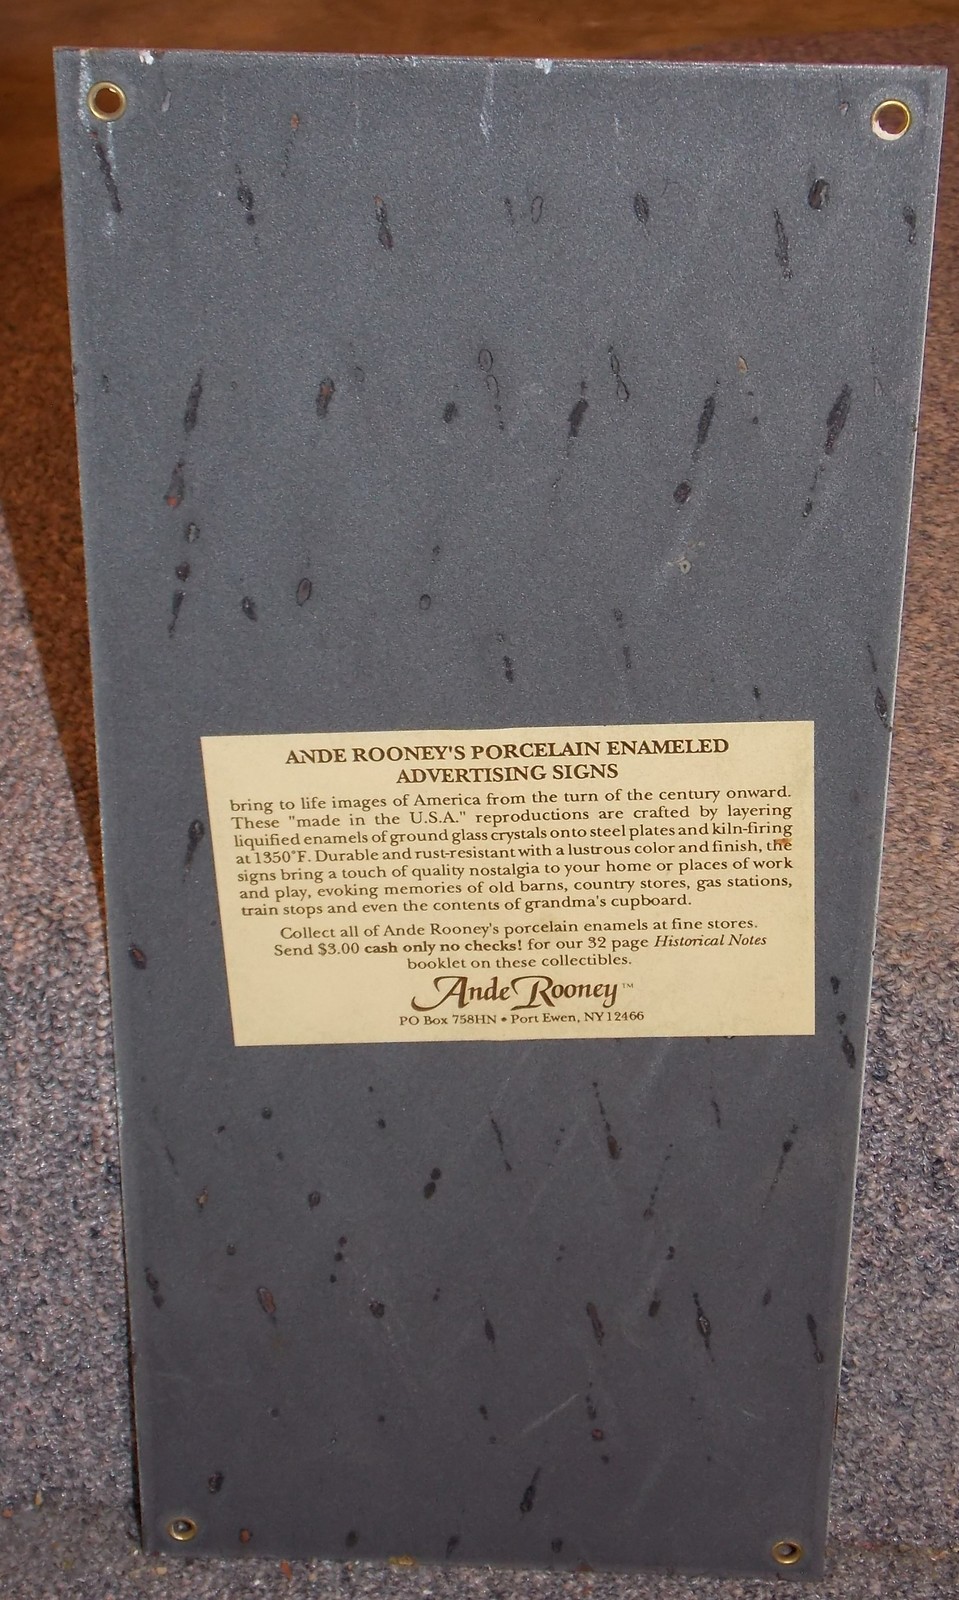 ANDE ROONEY'S PORCELAIN ENAMELED
ADVERTISING SIGNS
bring to life images of America from the turn of the century onward.
These "made in the U.S.A." reproductions are crafted by layering
liquified enamels of ground glass crystals onto steel plates and kiln-firing
at 1350°F. Durable and rust-resistant with a lustrous color and finish, the
signs bring a touch of quality nostalgia to your home or places of work
and play, evoking memories of old barns, country stores, gas stations,
train stops and even the contents of grandma's cupboard.
Collect all of Ande Rooney's porcelain enamels at fine stores.
Send $3.00 cash only no checks! for our 32 page Historical Notes
booklet on these collectibles.
Ande Rooney™
PO Box 758HN • Port Ewen, NY 12466